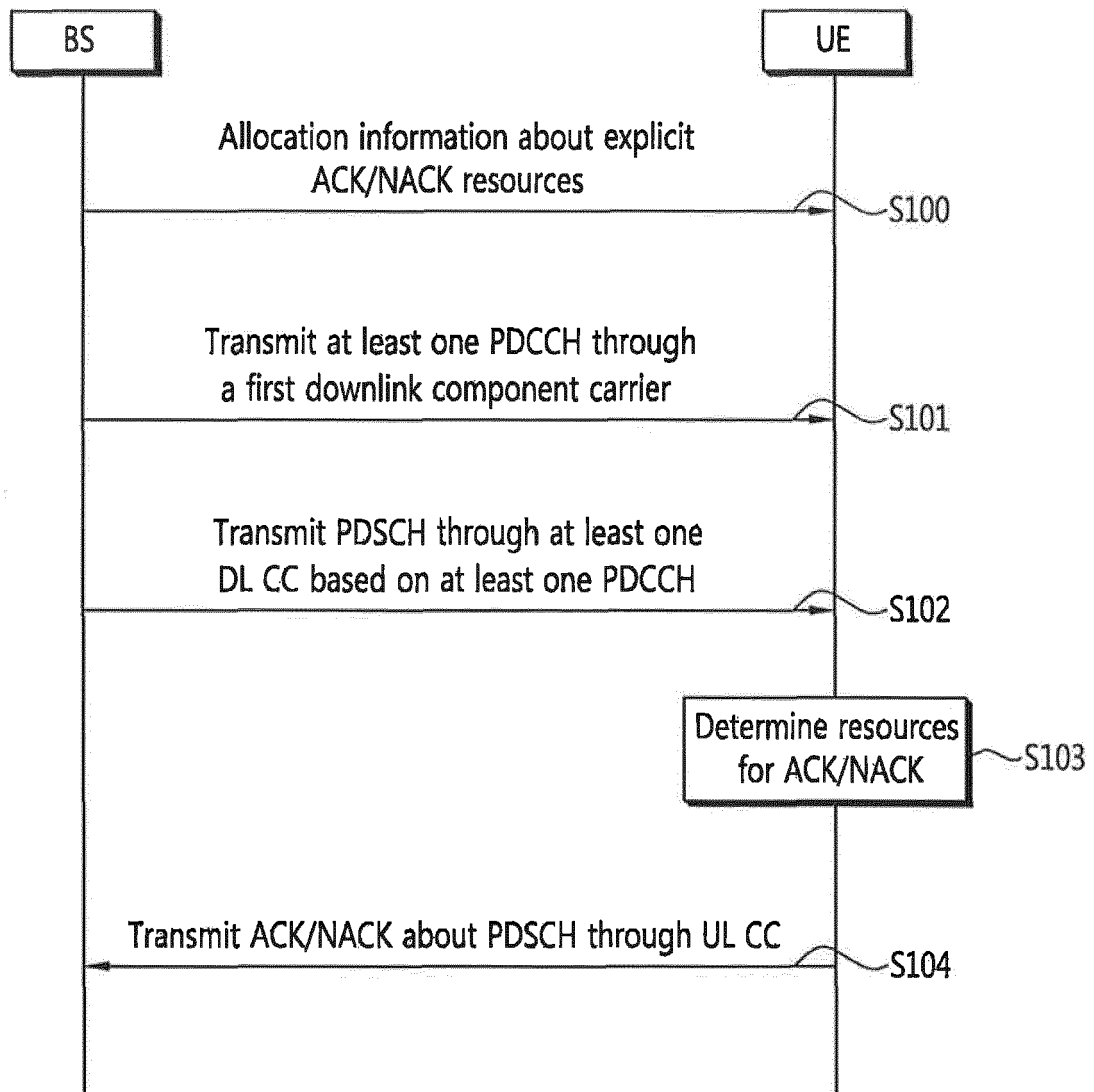 BS
UE
Allocation information about explicit
ACK/NACK resources
S100
Transmit at least one PDCCH through
a first downlink component carrier
S101
Transmit PDSCH through at least one
DL CC based on at least one PDCCH
S102
Determine resources
for ACK/NACK
S103
Transmit ACK/NACK about PDSCH through UL CC
S104